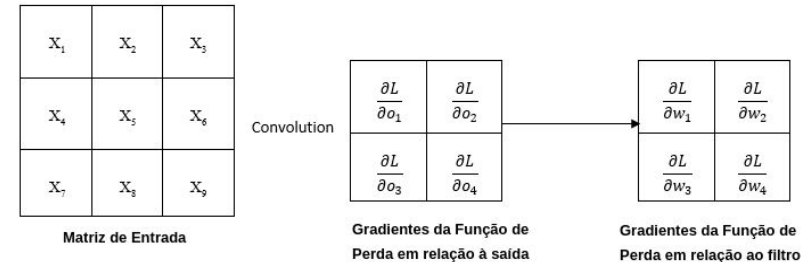 X₁ X₂ X₃
∂L/∂o₁ ∂L/∂o₂
∂L/∂w₁ ∂L/∂w₂
X₄ X₅ X₆
Convolution
∂L/∂o₃ ∂L/∂o₄
∂L/∂w₃ ∂L/∂w₄
X₇ X₈ X₉
Matriz de Entrada
Gradientes da Função de
Perda em relação à saída
Gradientes da Função de
Perda em relação ao filtro